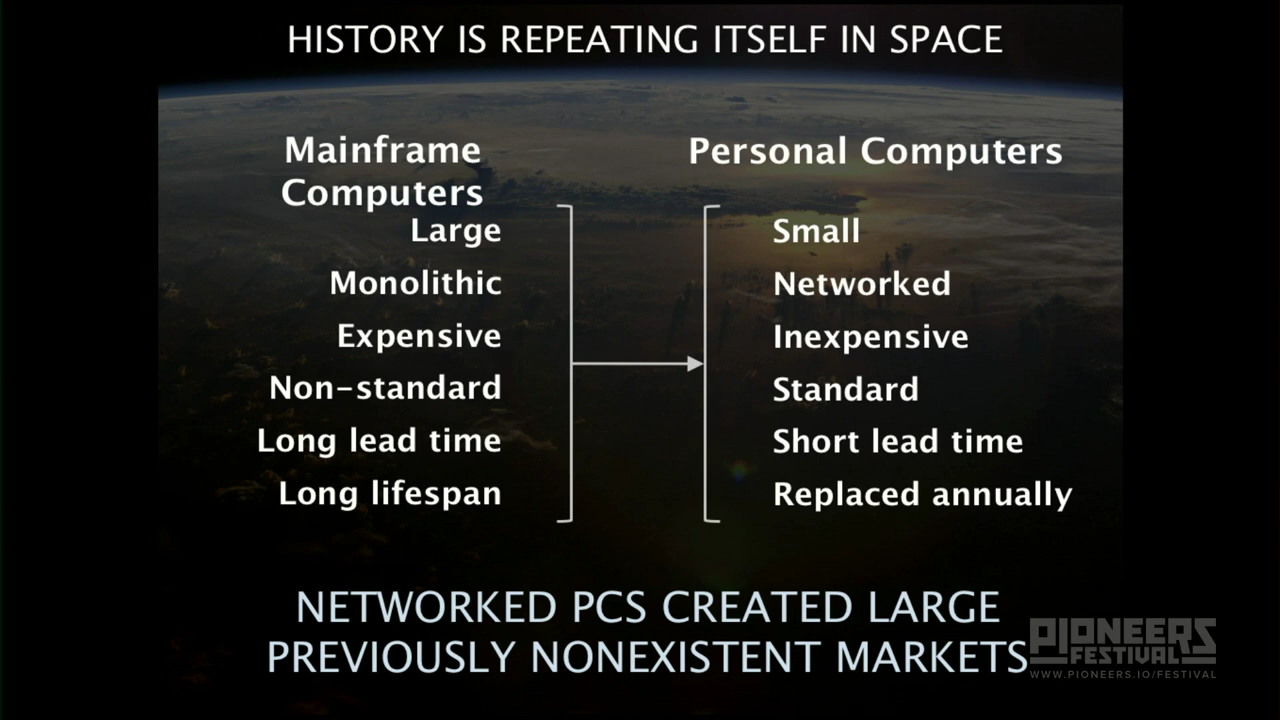 HISTORY IS REPEATING ITSELF IN SPACE
Mainframe
Computers
Large
Monolithic
Expensive
Non-standard
Long lead time
Long lifespan
Personal Computers
Small
Networked
Inexpensive
Standard
Short lead time
Replaced annually
NETWORKED PCS CREATED LARGE
PREVIOUSLY NONEXISTENT MARKETS
PIONEERS
FESTIVAL
WWW.PIONEERS.IO/FESTIVAL